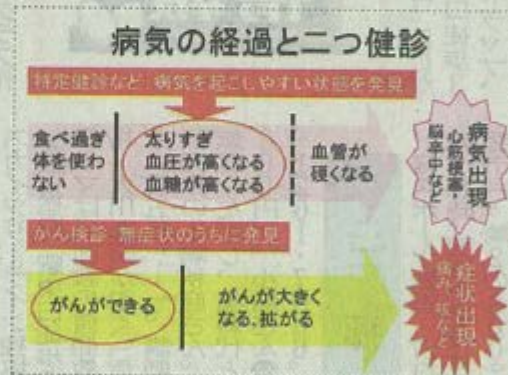 病気の経過と二つ健診
特定健診など：病気を起こしやすい状態を発見
食べ過ぎ
体を使わ
ない
太りすぎ
血圧が高くなる
血糖が高くなる
血管が
硬くなる
病気出現
心筋梗塞・
脳卒中など
がん検診：無症状のうちに発見
がんができる
がんが大きく
なる、拡がる
症状出現
痛み、咳など